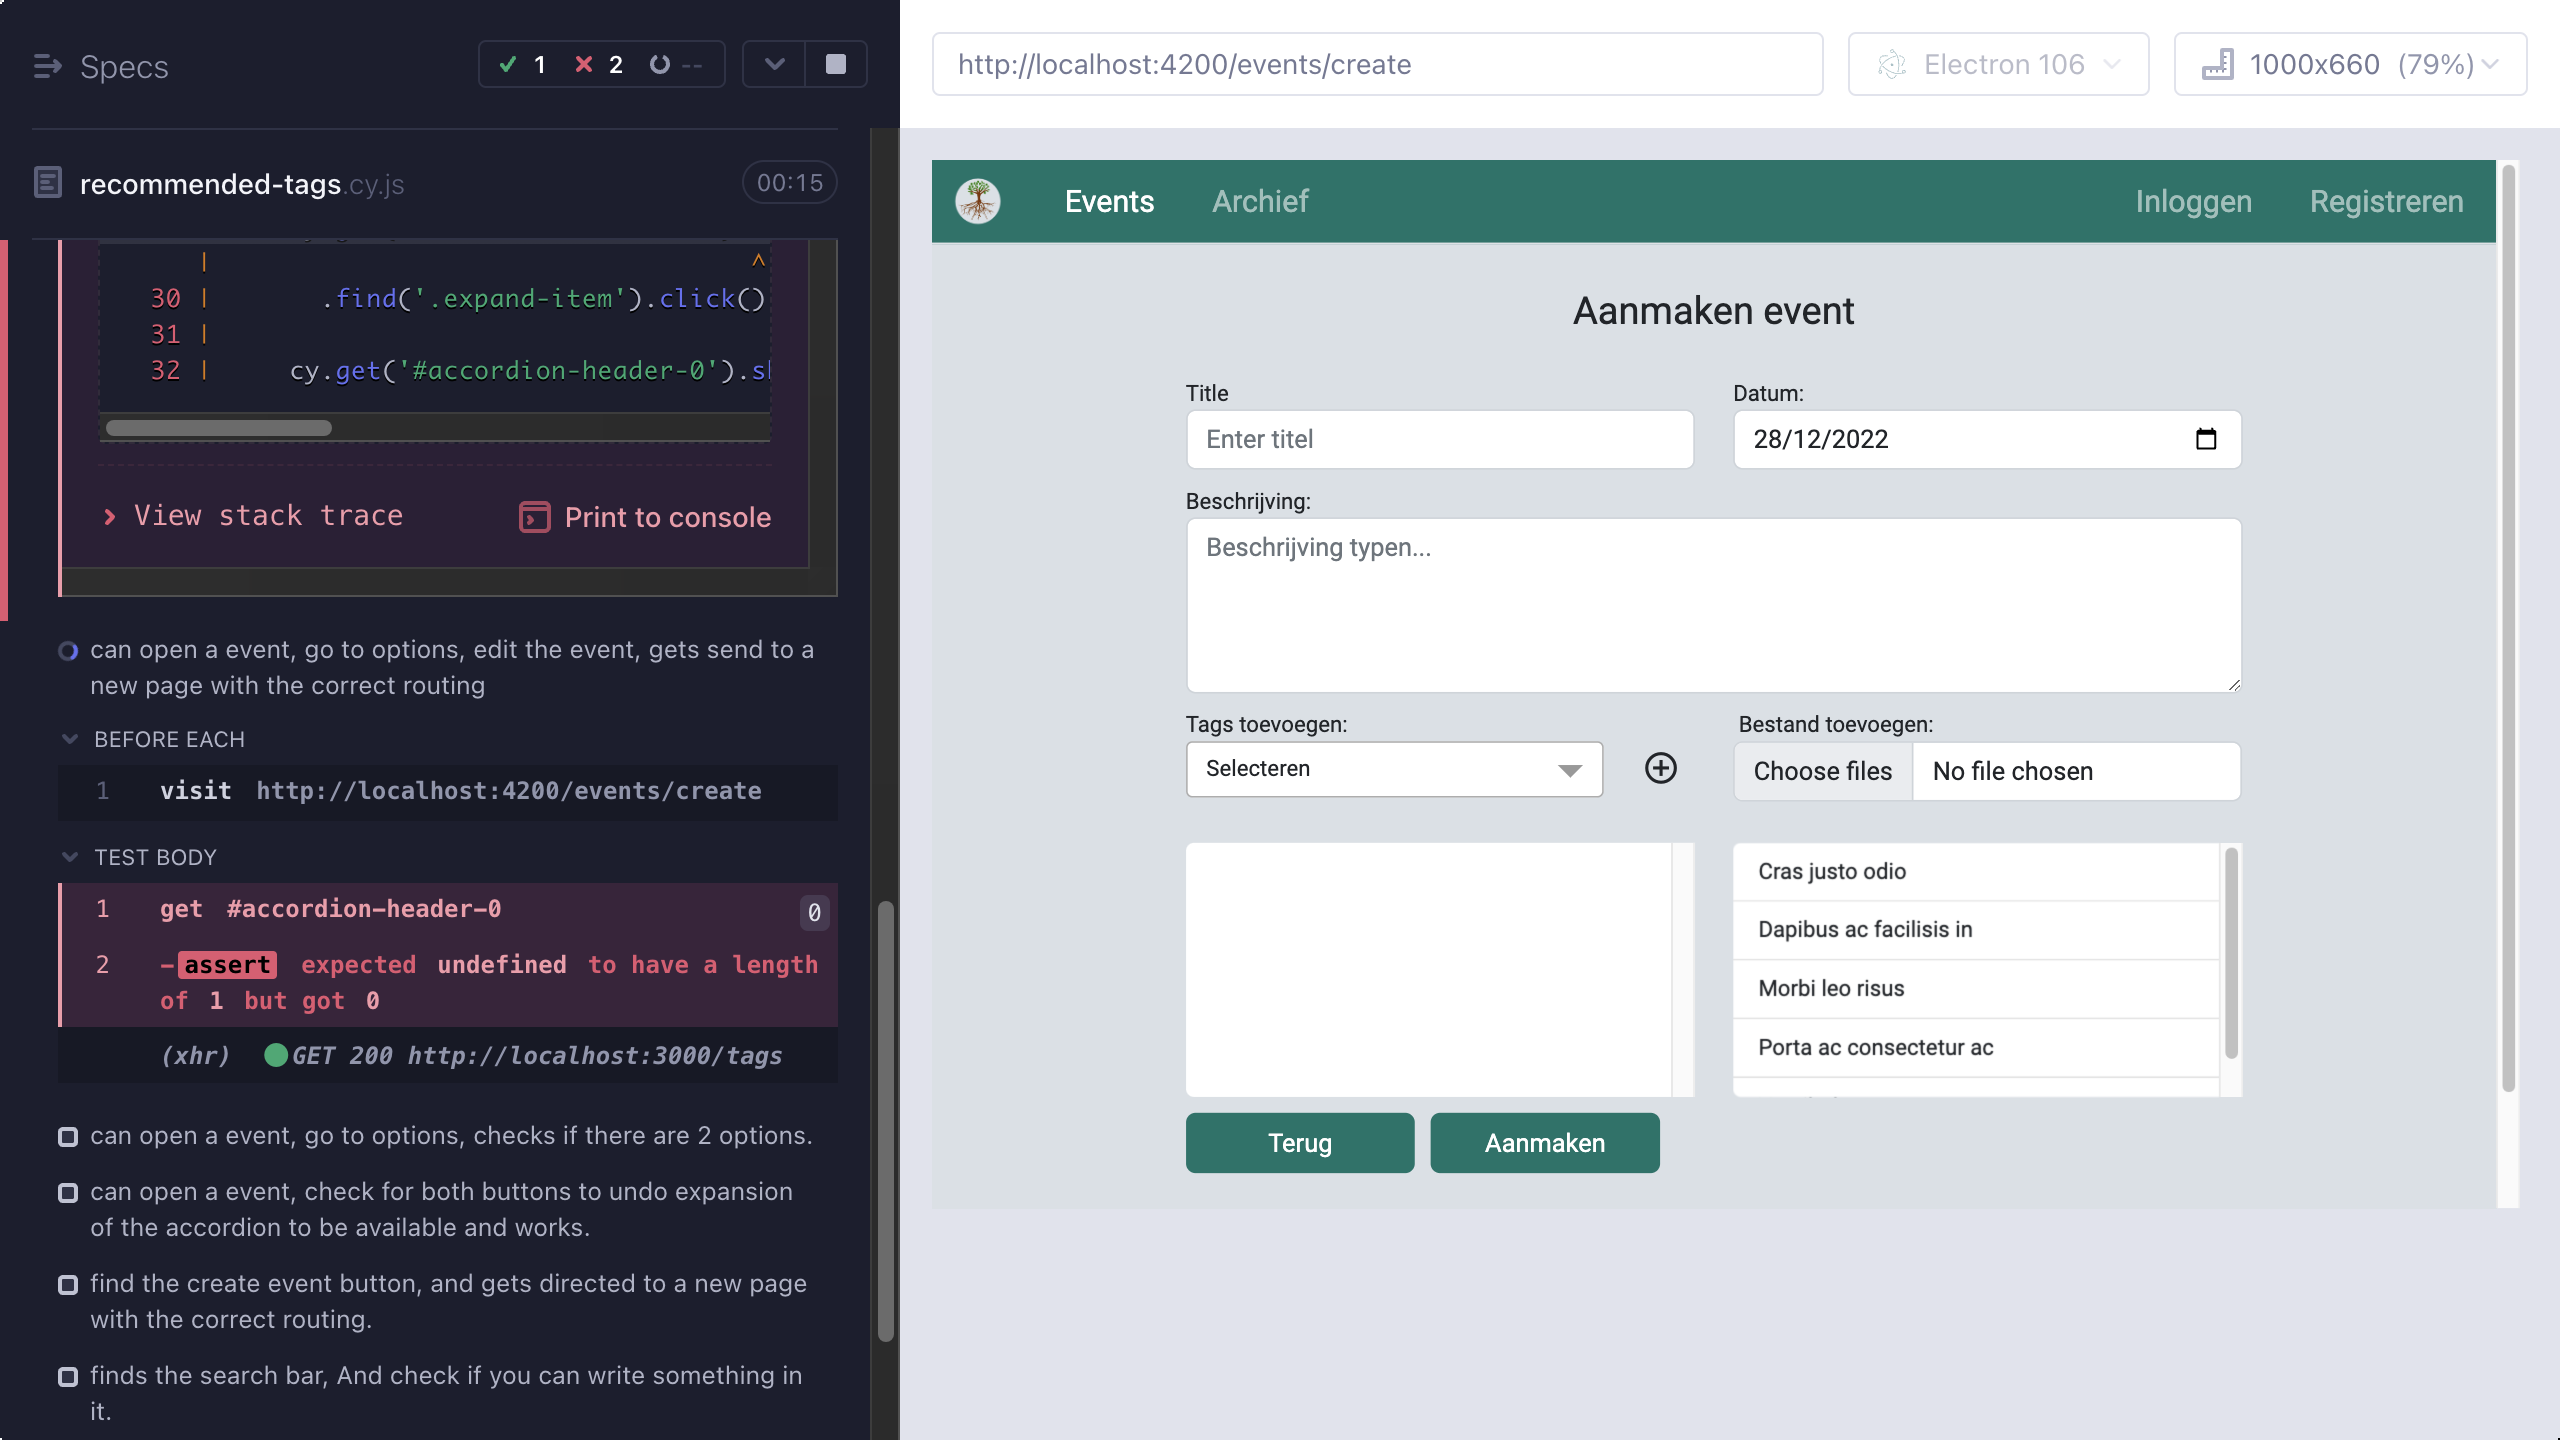 Specs
1
2
--
recommended-tags.cy.js
00:15
| ^
30 | .find('.expand-item').click()
31 |
32 | cy.get('#accordion-header-0').s
View stack trace
Print to console
can open a event, go to options, edit the event, gets send to a
new page with the correct routing
BEFORE EACH
1 visit http://localhost:4200/events/create
TEST BODY
1 get #accordion-header-0 0
2 -assert expected undefined to have a length
of 1 but got 0
(xhr) GET 200 http://localhost:3000/tags
can open a event, go to options, checks if there are 2 options.
can open a event, check for both buttons to undo expansion
of the accordion to be available and works.
find the create event button, and gets directed to a new page
with the correct routing.
finds the search bar, And check if you can write something in
it.
http://localhost:4200/events/create
Electron 106
1000x660 (79%)
Events
Archief
Inloggen
Registreren
Aanmaken event
Title
Datum:
Enter titel
28/12/2022
Beschrijving:
Beschrijving typen...
Tags toevoegen:
Bestand toevoegen:
Selecteren
Choose files
No file chosen
Cras justo odio
Dapibus ac facilisis in
Morbi leo risus
Porta ac consectetur ac
Terug
Aanmaken